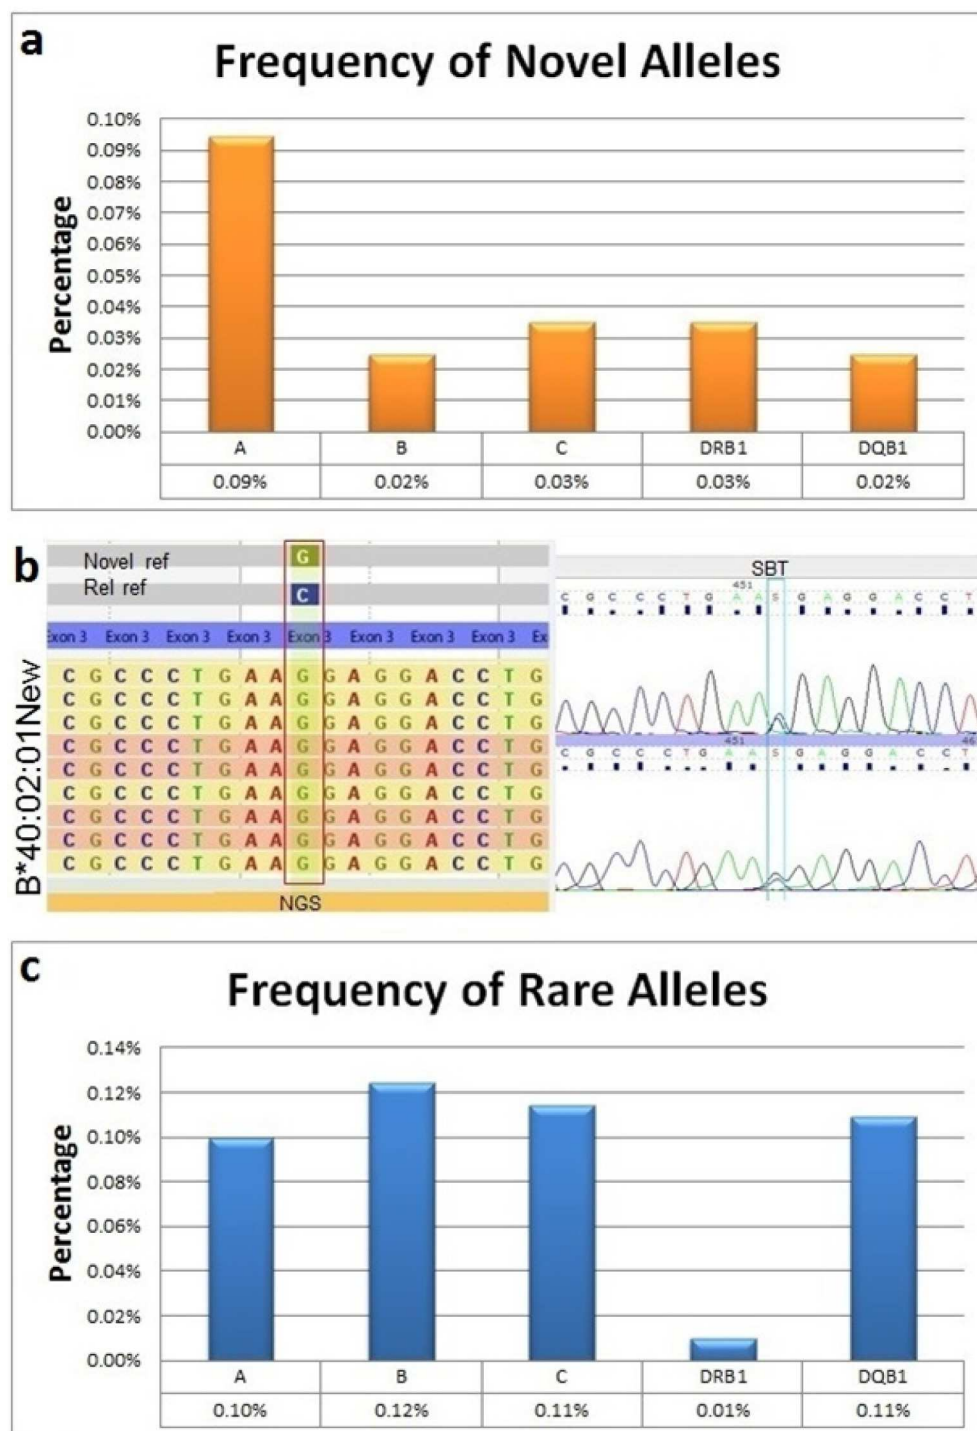 a
Frequency of Novel Alleles
Percentage
0.10%
0.09%
0.08%
0.07%
0.06%
0.05%
0.04%
0.03%
0.02%
0.01%
0.00%
A B C DRB1 DQB1
0.09% 0.02% 0.03% 0.03% 0.02%
b
Novel ref G
Rel ref C
Exon 3 Exon 3 Exon 3 Exon 3 Exon 3 Exon 3 Exon 3 Exon 3 Ex
B*40:02:01New
C G C C C T G A A G G A G G A C C T G
C G C C C T G A A G G A G G A C C T G
C G C C C T G A A G G A G G A C C T G
C G C C C T G A A G G A G G A C C T G
C G C C C T G A A G G A G G A C C T G
C G C C C T G A A G G A G G A C C T G
C G C C C T G A A G G A G G A C C T G
C G C C C T G A A G G A G G A C C T G
C G C C C T G A A G G A G G A C C T G
NGS
SBT
451
C G C C C T G A A S G A G G A C C T
451 46
C G C C C T G A A S G A G G A C C T
c
Frequency of Rare Alleles
Percentage
0.14%
0.12%
0.10%
0.08%
0.06%
0.04%
0.02%
0.00%
A B C DRB1 DQB1
0.10% 0.12% 0.11% 0.01% 0.11%